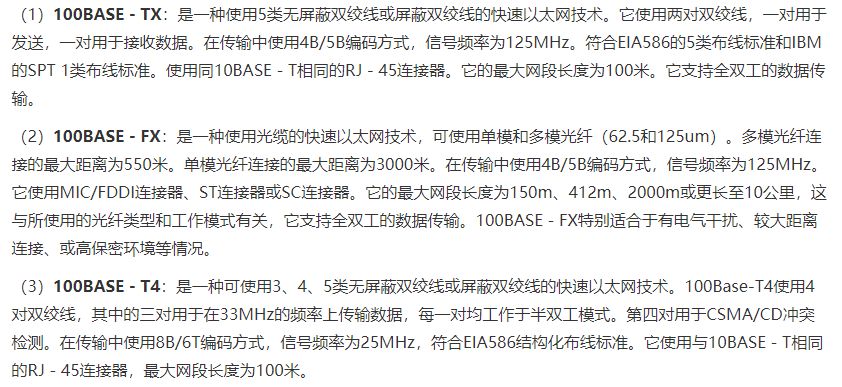 （1）100BASE - TX：是一种使用5类无屏蔽双绞线或屏蔽双绞线的快速以太网技术。它使用两对双绞线，一对用于
发送，一对用于接收数据。在传输中使用4B/5B编码方式，信号频率为125MHz。符合EIA586的5类布线标准和IBM
的SPT 1类布线标准。使用同10BASE - T相同的RJ - 45连接器。它的最大网段长度为100米。它支持全双工的数据传
输。
（2）100BASE - FX：是一种使用光缆的快速以太网技术，可使用单模和多模光纤（62.5和125um）。多模光纤连
接的最大距离为550米。单模光纤连接的最大距离为3000米。在传输中使用4B/5B编码方式，信号频率为125MHz。
它使用MIC/FDDI连接器、ST连接器或SC连接器。它的最大网段长度为150m、412m、2000m或更长至10公里，这
与所使用的光纤类型和工作模式有关，它支持全双工的数据传输。100BASE - FX特别适合于有电气干扰、较大距离
连接、或高保密环境等情况。
（3）100BASE - T4：是一种可使用3、4、5类无屏蔽双绞线或屏蔽双绞线的快速以太网技术。100Base-T4使用4
对双绞线，其中的三对用于在33MHz的频率上传输数据，每一对均工作于半双工模式。第四对用于CSMA/CD冲突
检测。在传输中使用8B/6T编码方式，信号频率为25MHz，符合EIA586结构化布线标准。它使用与10BASE - T相同
的RJ - 45连接器，最大网段长度为100米。